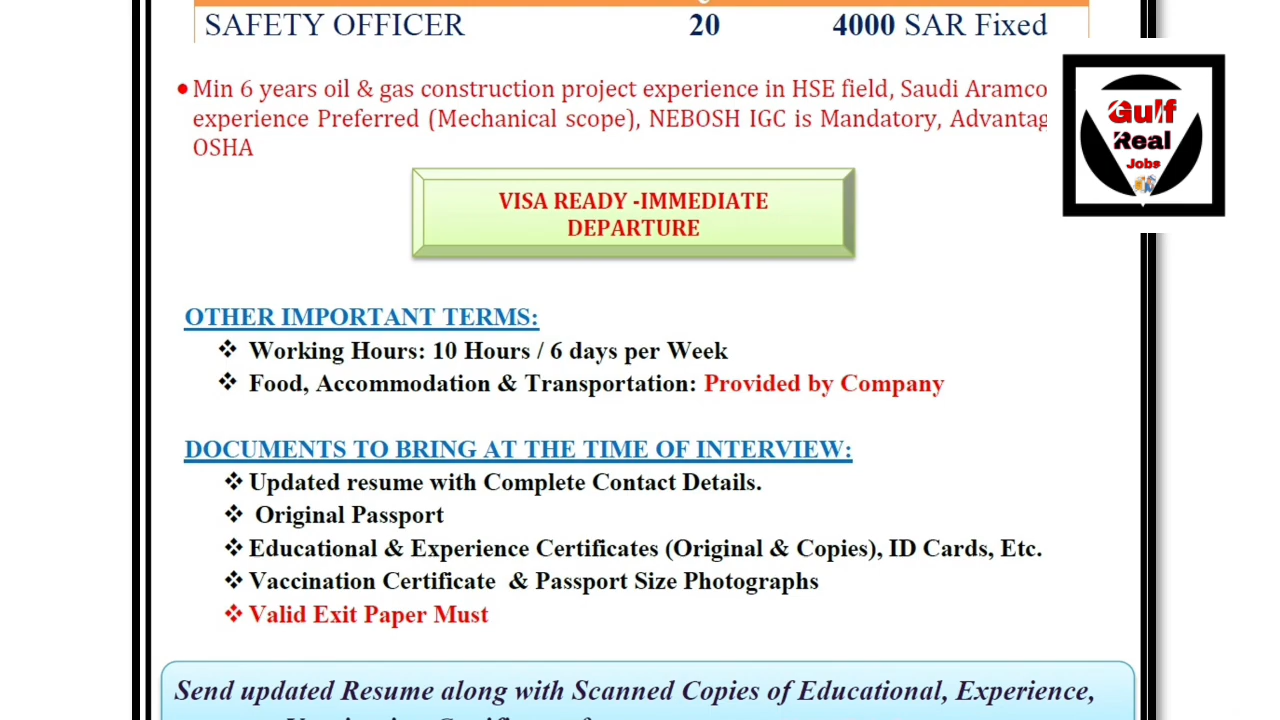 SAFETY OFFICER 20 4000 SAR Fixed
• Min 6 years oil & gas construction project experience in HSE field, Saudi Aramco
experience Preferred (Mechanical scope), NEBOSH IGC is Mandatory, Advantag
OSHA
Gulf
Real
Jobs
VISA READY -IMMEDIATE
DEPARTURE
OTHER IMPORTANT TERMS:
❖ Working Hours: 10 Hours / 6 days per Week
❖ Food, Accommodation & Transportation: Provided by Company
DOCUMENTS TO BRING AT THE TIME OF INTERVIEW:
❖ Updated resume with Complete Contact Details.
❖ Original Passport
❖ Educational & Experience Certificates (Original & Copies), ID Cards, Etc.
❖ Vaccination Certificate & Passport Size Photographs
❖ Valid Exit Paper Must
Send updated Resume along with Scanned Copies of Educational, Experience,